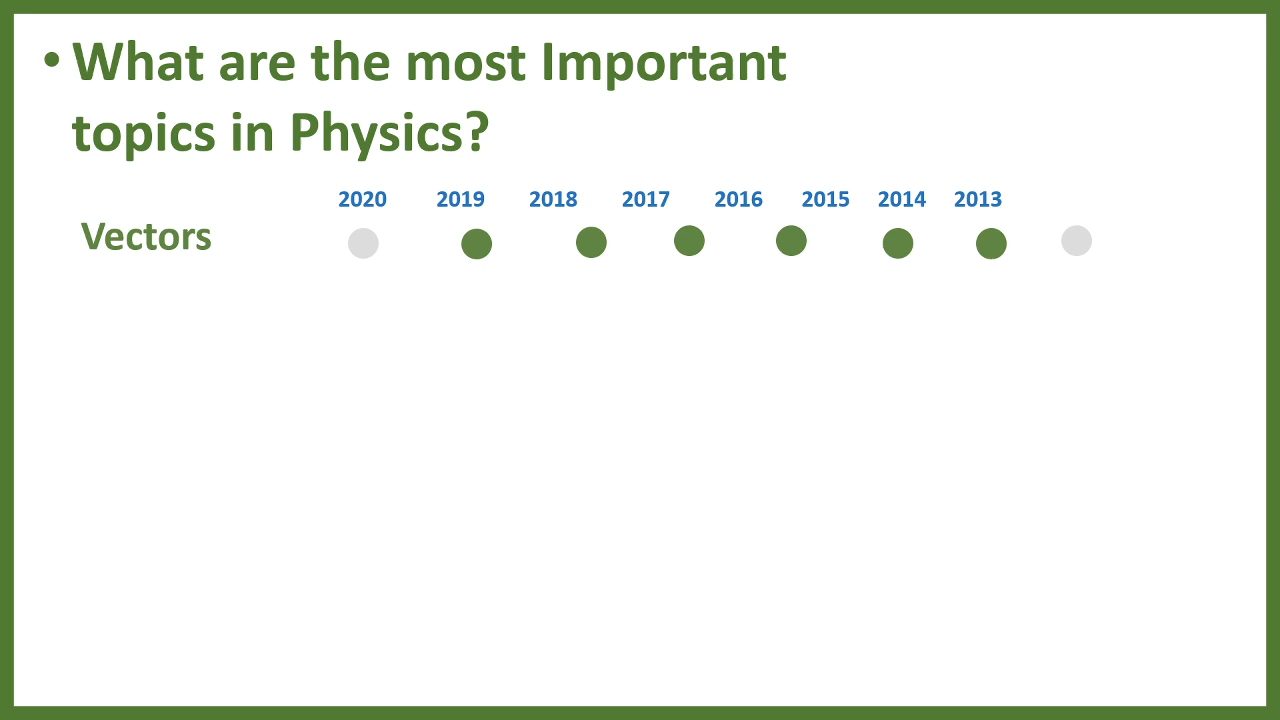 • What are the most Important
topics in Physics?
2020 2019 2018 2017 2016 2015 2014 2013
Vectors